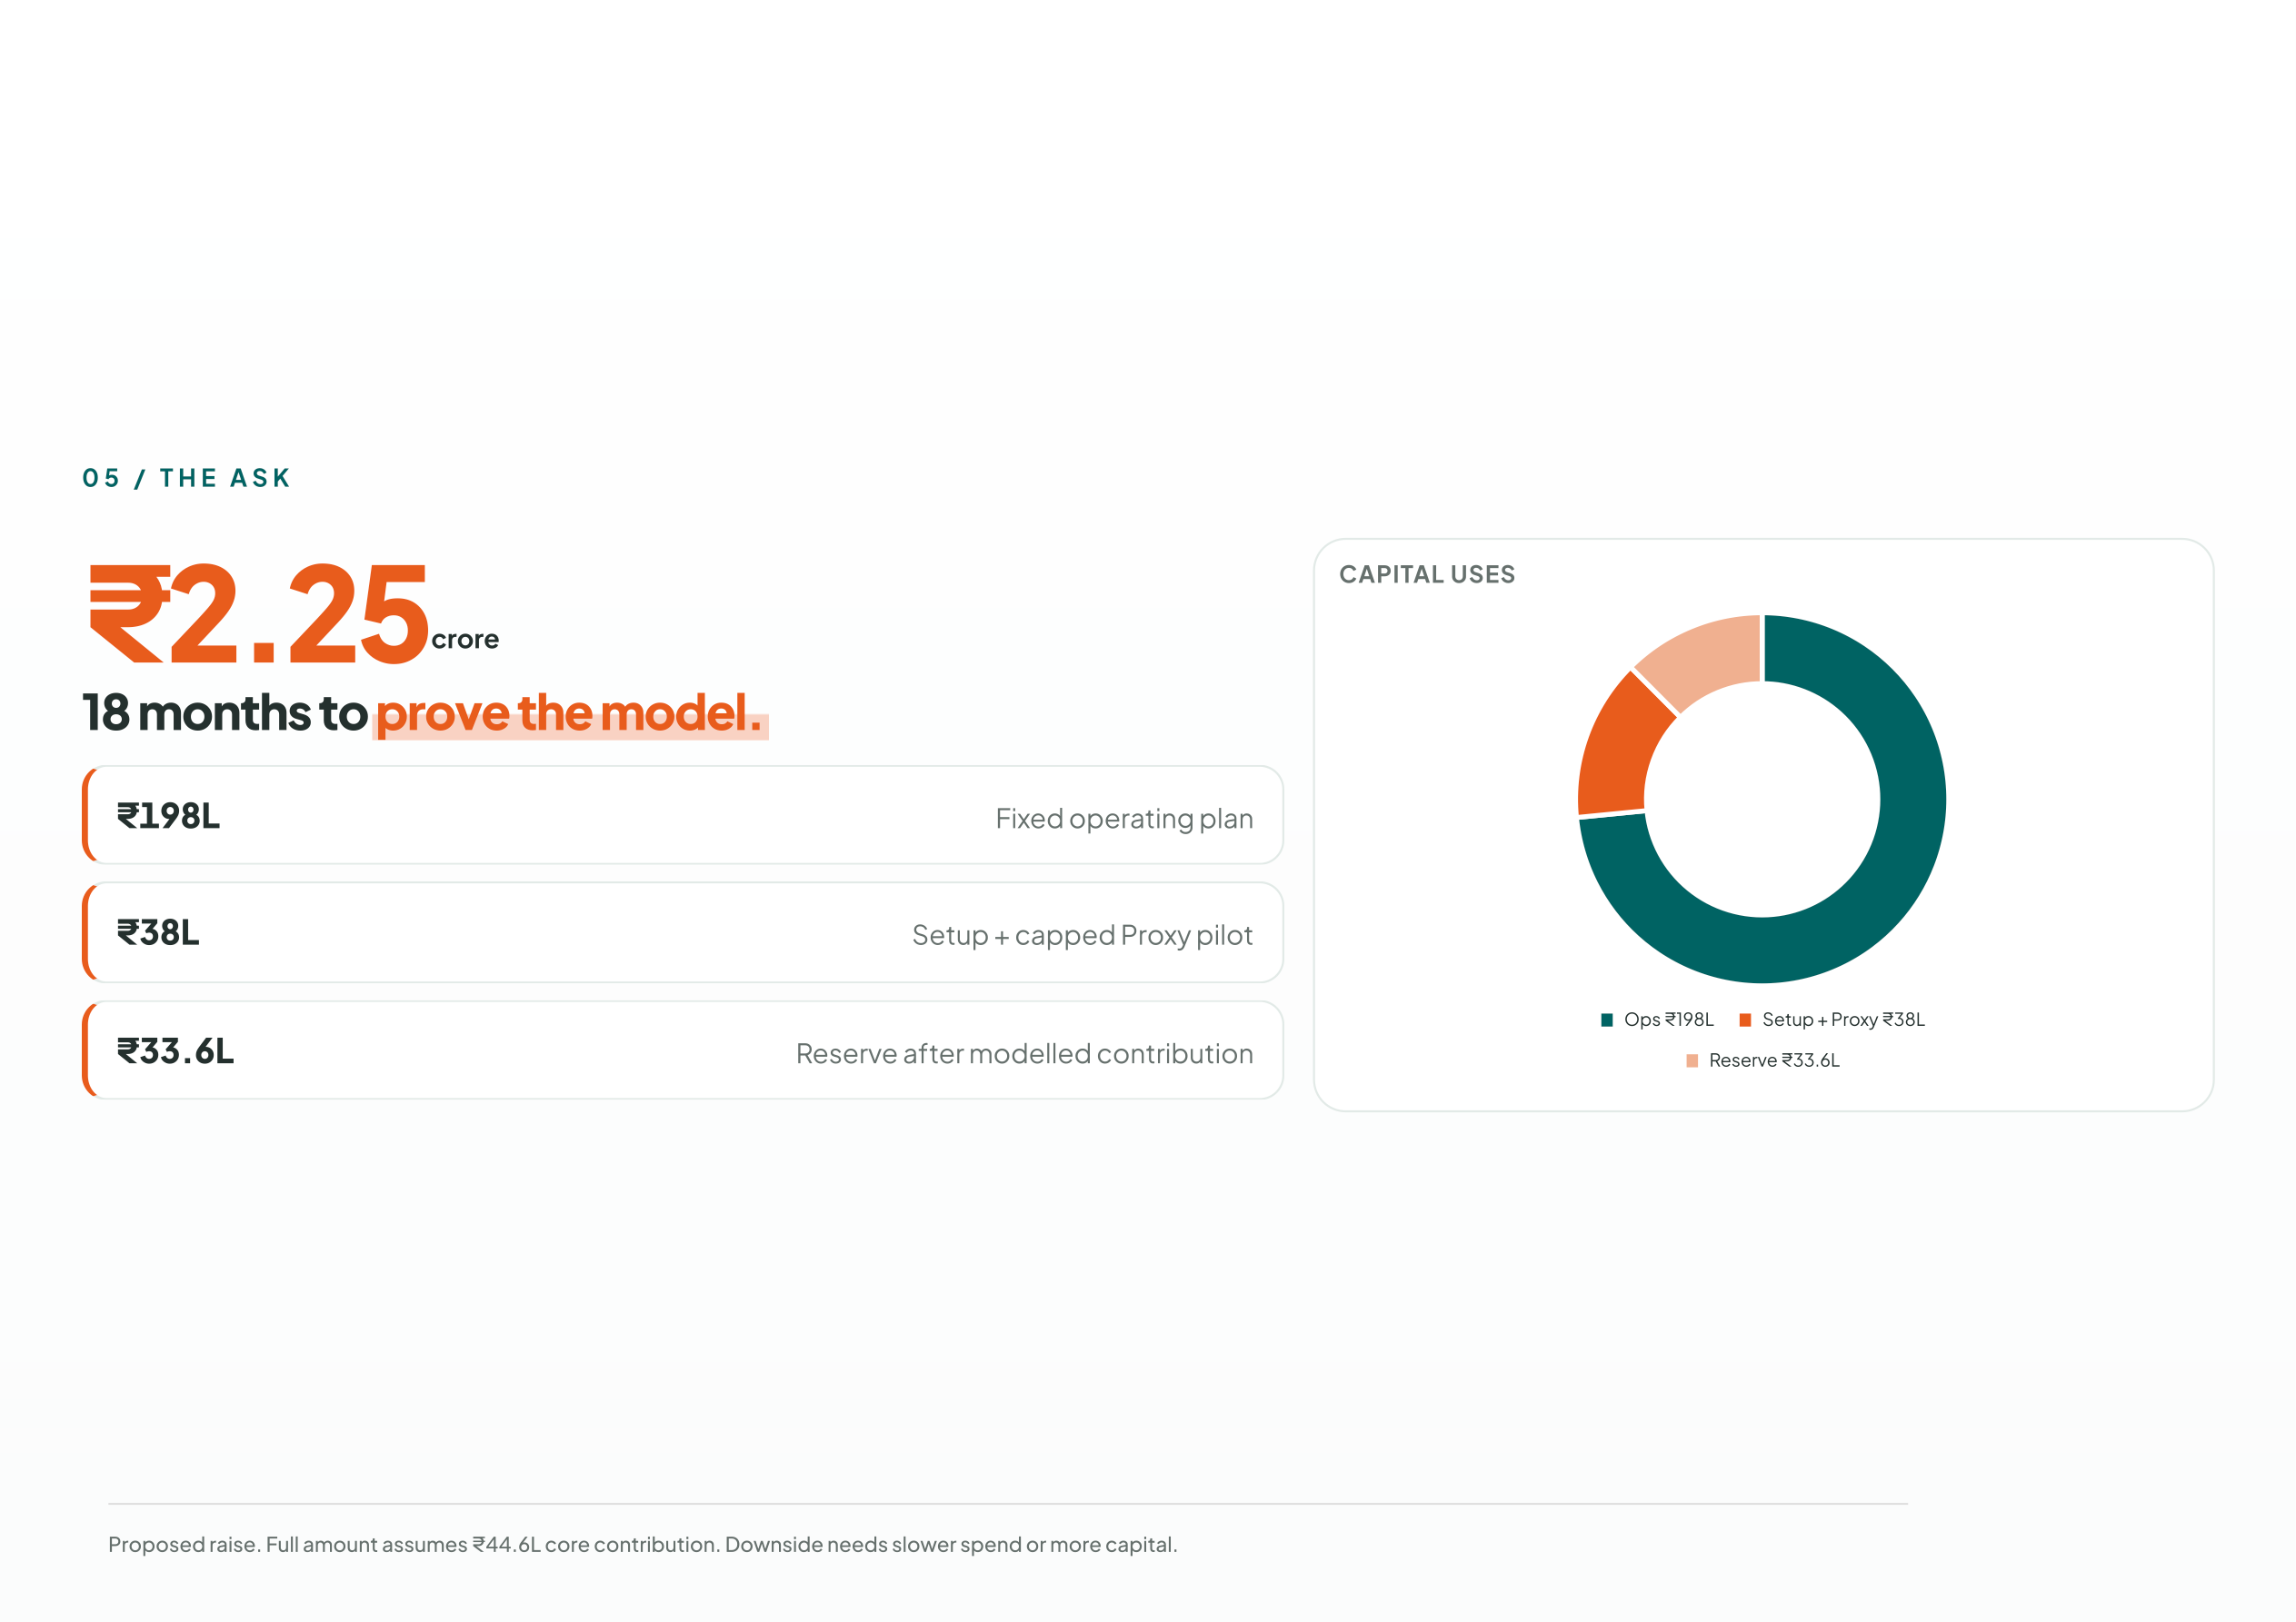 05 / THE ASK
₹2.25 crore
18 months to prove the model.
₹198L Fixed operating plan
₹38L Setup + capped Proxy pilot
₹33.6L Reserve after modelled contribution
CAPITAL USES
Ops ₹198L Setup + Proxy ₹38L
Reserve ₹33.6L
Proposed raise. Full amount assumes ₹44.6L core contribution. Downside needs slower spend or more capital.